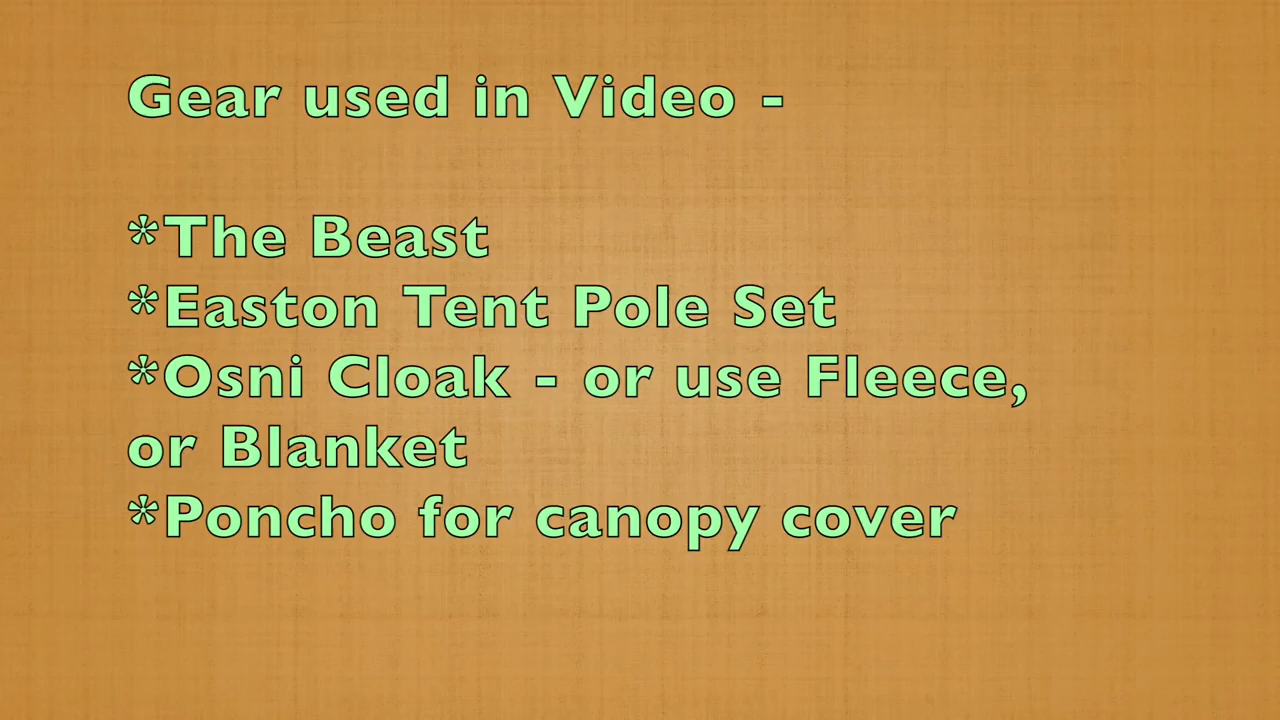 Gear used in Video -
*The Beast
*Easton Tent Pole Set
*Osni Cloak - or use Fleece,
or Blanket
*Poncho for canopy cover